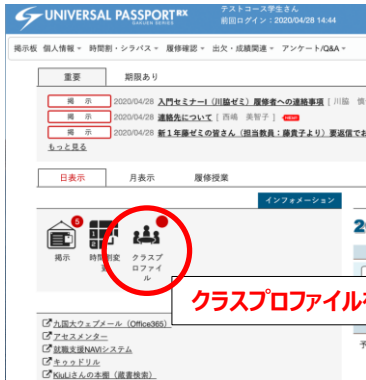 UNIVERSAL PASSPORT RX
GAKUEN SERIES
テストコース学生さん
前回ログイン：2020/04/28 14:44
掲示板 個人情報 時間割・シラバス 履修確認 出欠・成績関連 アンケート/Q&A
重要 期限あり
掲 示 2020/04/28 入門セミナーI（川脇ゼミ）履修者への連絡事項 [ 川脇
掲 示 2020/04/28 連絡先について [ 西嶋 美智子 ]
掲 示 2020/04/28 新１年藤ゼミの皆さん（担当教員：藤貴子より）要返信でお
もっと見る
日表示 月表示 履修授業
インフォメーション
5
2
掲示 時間割変
更
クラスプ
ロファイ
ル
クラスプロファイル
九国大ウェブメール（Office365）
アセスメンター
就職支援NAVIシステム
キゥゥドリル
KiuLiさんの本棚（蔵書検索）
予